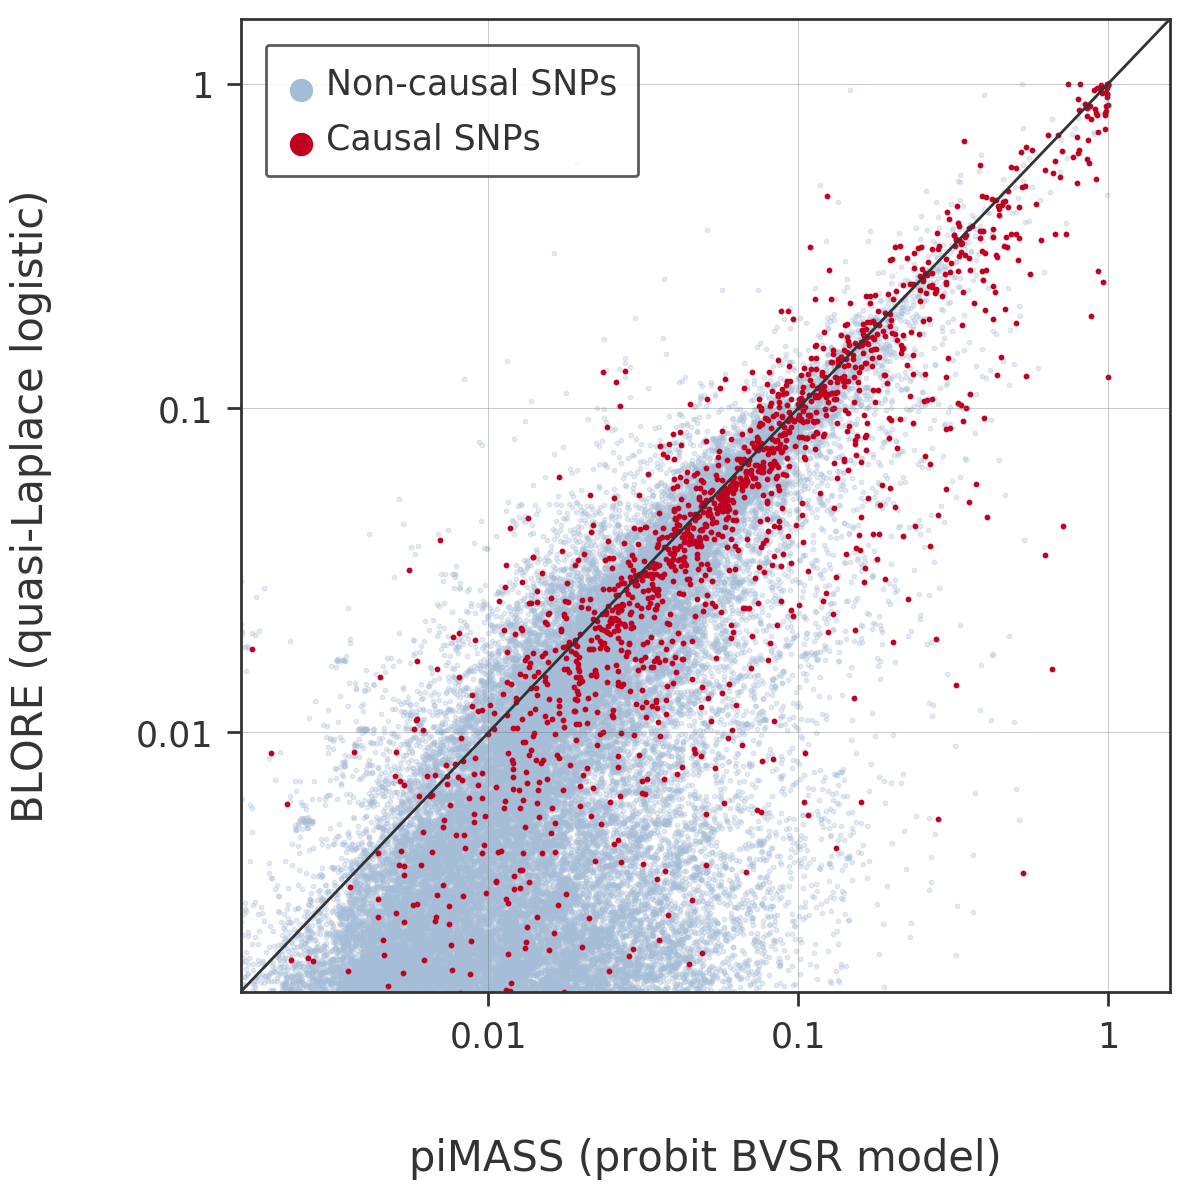 Non-causal SNPs
Causal SNPs
BLORE (quasi-Laplace logistic)
1
0.1
0.01
0.01
0.1
1
piMASS (probit BVSR model)